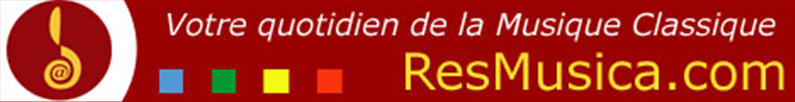 Votre quotidien de la Musique Classique
@
ResMusica.com